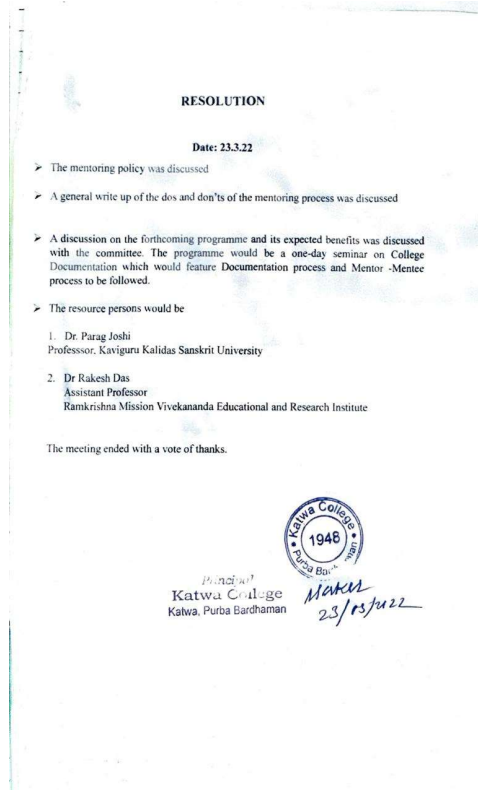 RESOLUTION
Date: 23.3.22
➤ The mentoring policy was discussed
➤ A general write up of the dos and don'ts of the mentoring process was discussed
➤ A discussion on the forthcoming programme and its expected benefits was discussed
with the committee. The programme would be a one-day seminar on College
Documentation which would feature Documentation process and Mentor -Mentee
process to be followed.
➤ The resource persons would be
1. Dr. Parag Joshi
Professsor, Kaviguru Kalidas Sanskrit University
2. Dr Rakesh Das
Assistant Professor
Ramkrishna Mission Vivekananda Educational and Research Institute
The meeting ended with a vote of thanks.
Katwa College
1948
Purba
Principal
Katwa College
Katwa, Purba Bardhaman
23/03/2022